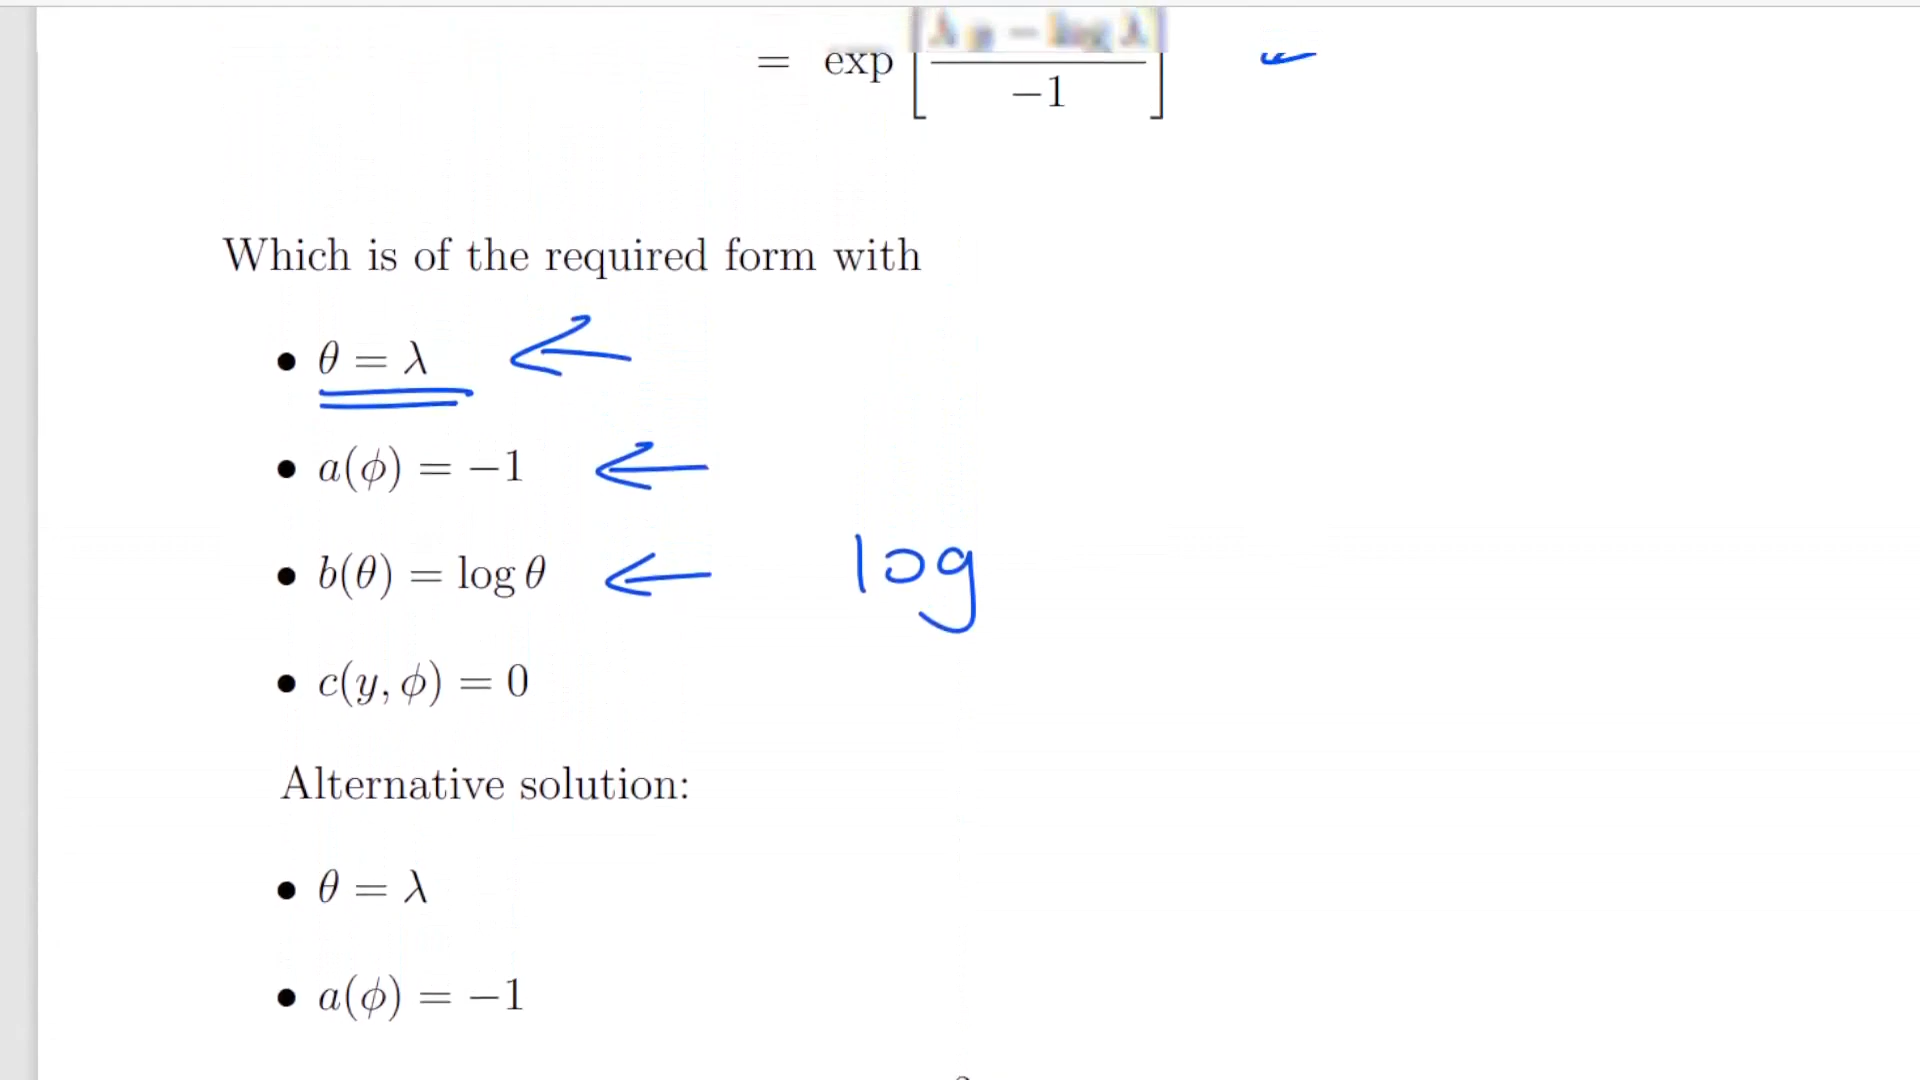 = exp [ / −1 ]
Which is of the required form with
• θ = λ
• a(ϕ) = −1
• b(θ) = log θ log
• c(y, ϕ) = 0
Alternative solution:
• θ = λ
• a(ϕ) = −1